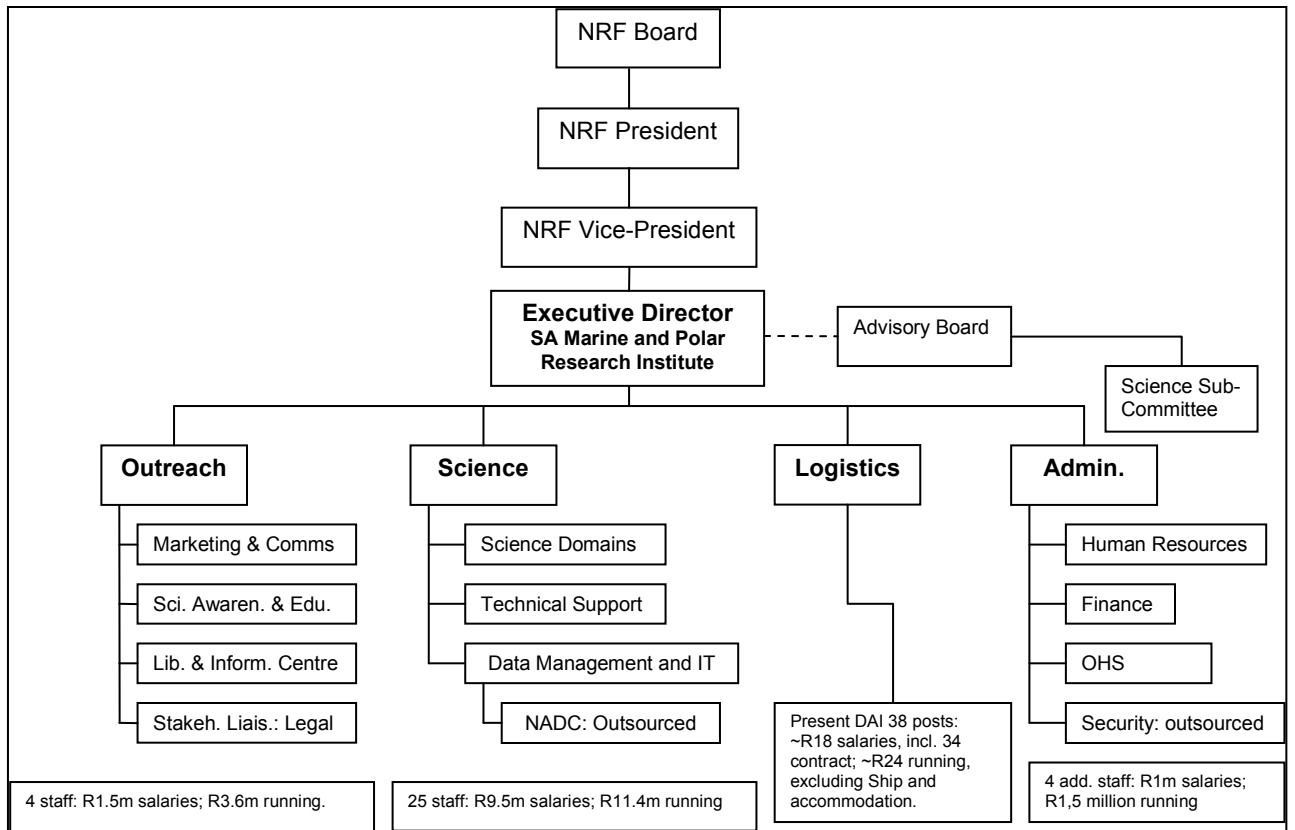 NRF Board
NRF President
NRF Vice-President
Executive Director
SA Marine and Polar
Research Institute
Advisory Board
Science Sub-
Committee
Outreach
Science
Logistics
Admin.
Marketing & Comms
Science Domains
Human Resources
Sci. Awaren. & Edu.
Technical Support
Finance
Lib. & Inform. Centre
Data Management and IT
OHS
Stakeh. Liais.: Legal
NADC: Outsourced
Security: outsourced
Present DAI 38 posts:
~R18 salaries, incl. 34
contract; ~R24 running,
excluding Ship and
accommodation.
4 staff: R1.5m salaries; R3.6m running.
25 staff: R9.5m salaries; R11.4m running
4 add. staff: R1m salaries;
R1,5 million running